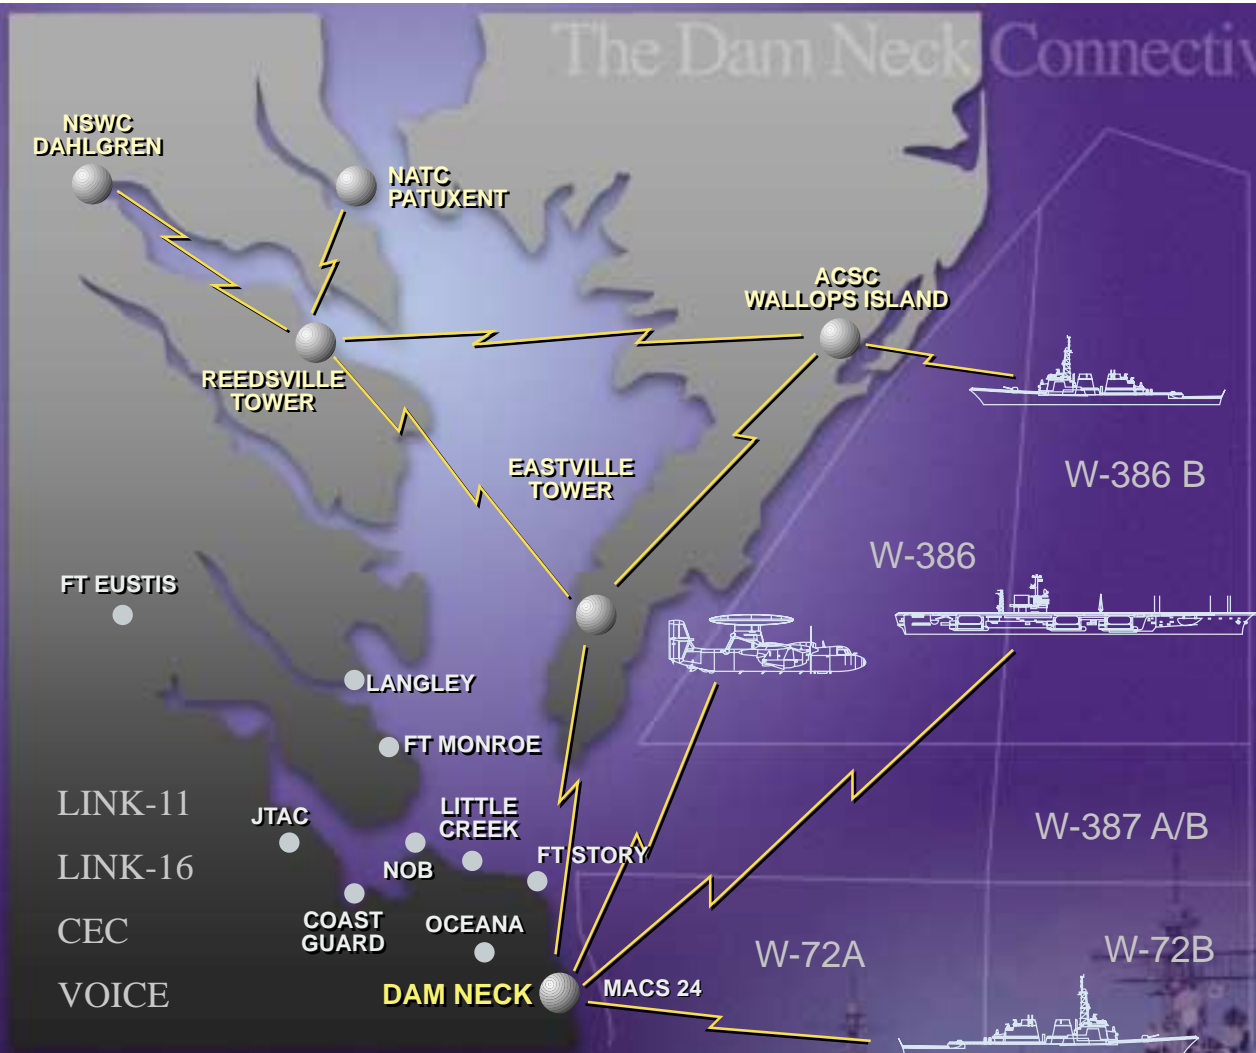 The Dam Neck Connectiv
NSWC
DAHLGREN
NATC
PATUXENT
ACSC
WALLOPS ISLAND
REEDSVILLE
TOWER
EASTVILLE
TOWER
W-386 B
W-386
FT EUSTIS
LANGLEY
FT MONROE
LINK-11
LINK-16
CEC
VOICE
JTAC
LITTLE
CREEK
NOB
FT STORY
COAST
GUARD
OCEANA
DAM NECK
MACS 24
W-387 A/B
W-72A
W-72B